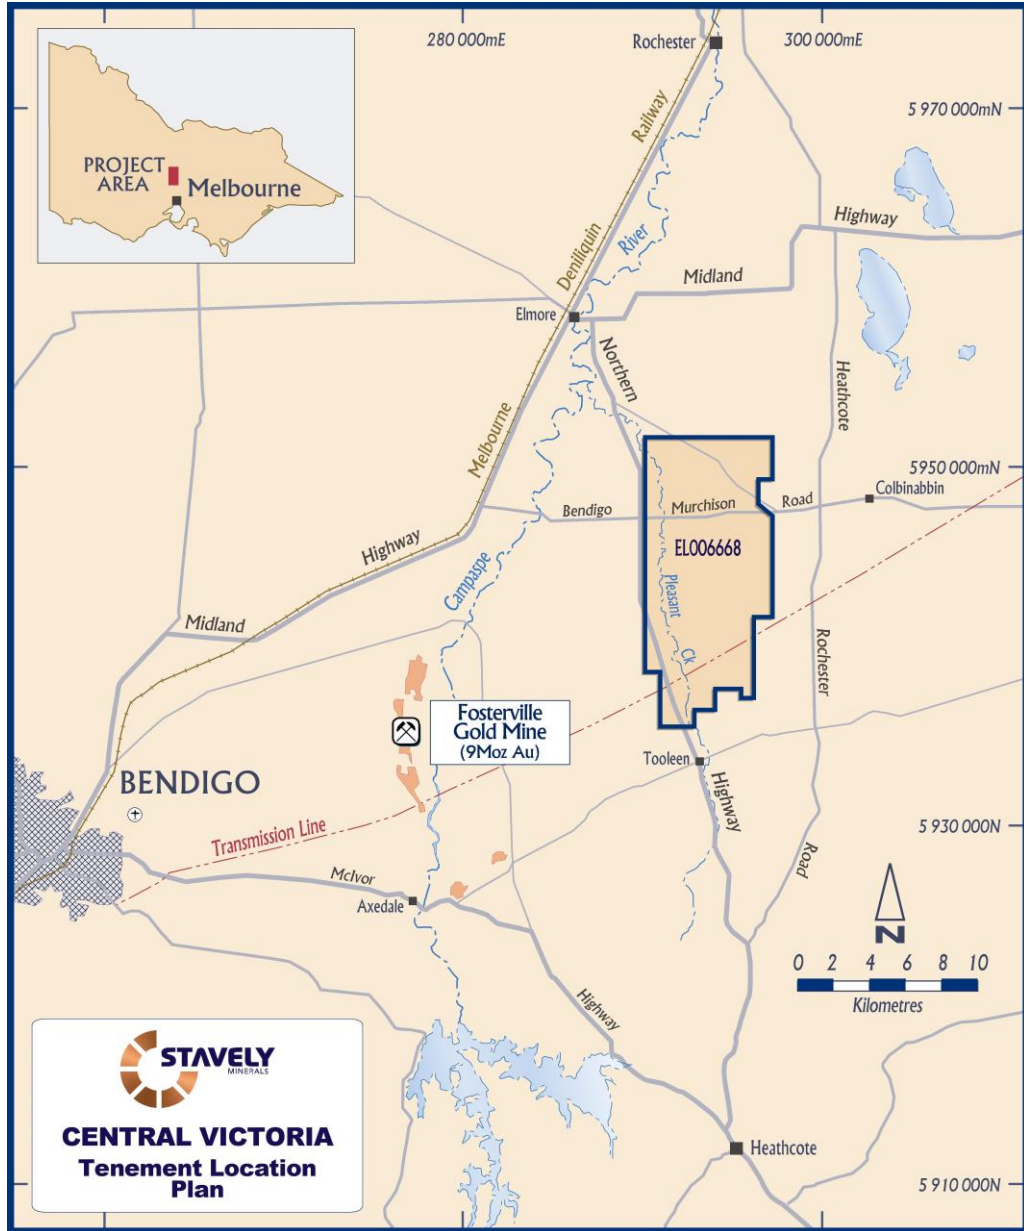 280 000mE
300 000mE
Rochester
5 970 000mN
Railway
PROJECT
AREA
Melbourne
Highway
River
Deniliquin
Midland
Elmore
Northern
Heathcote
Melbourne
5950 000mN
Colbinabbin
Bendigo
Murchison
Road
Highway
EL006668
Campaspe
Pleasant
Midland
Ck
Rochester
Fosterville
Gold Mine
(9Moz Au)
Tooleen
BENDIGO
Highway
Transmission Line
5 930 000N
Road
McIvor
Axedale
N
0 2 4 6 8 10
Kilometres
Highway
STAVELY
MINERALS
CENTRAL VICTORIA
Tenement Location
Plan
Heathcote
5 910 000N